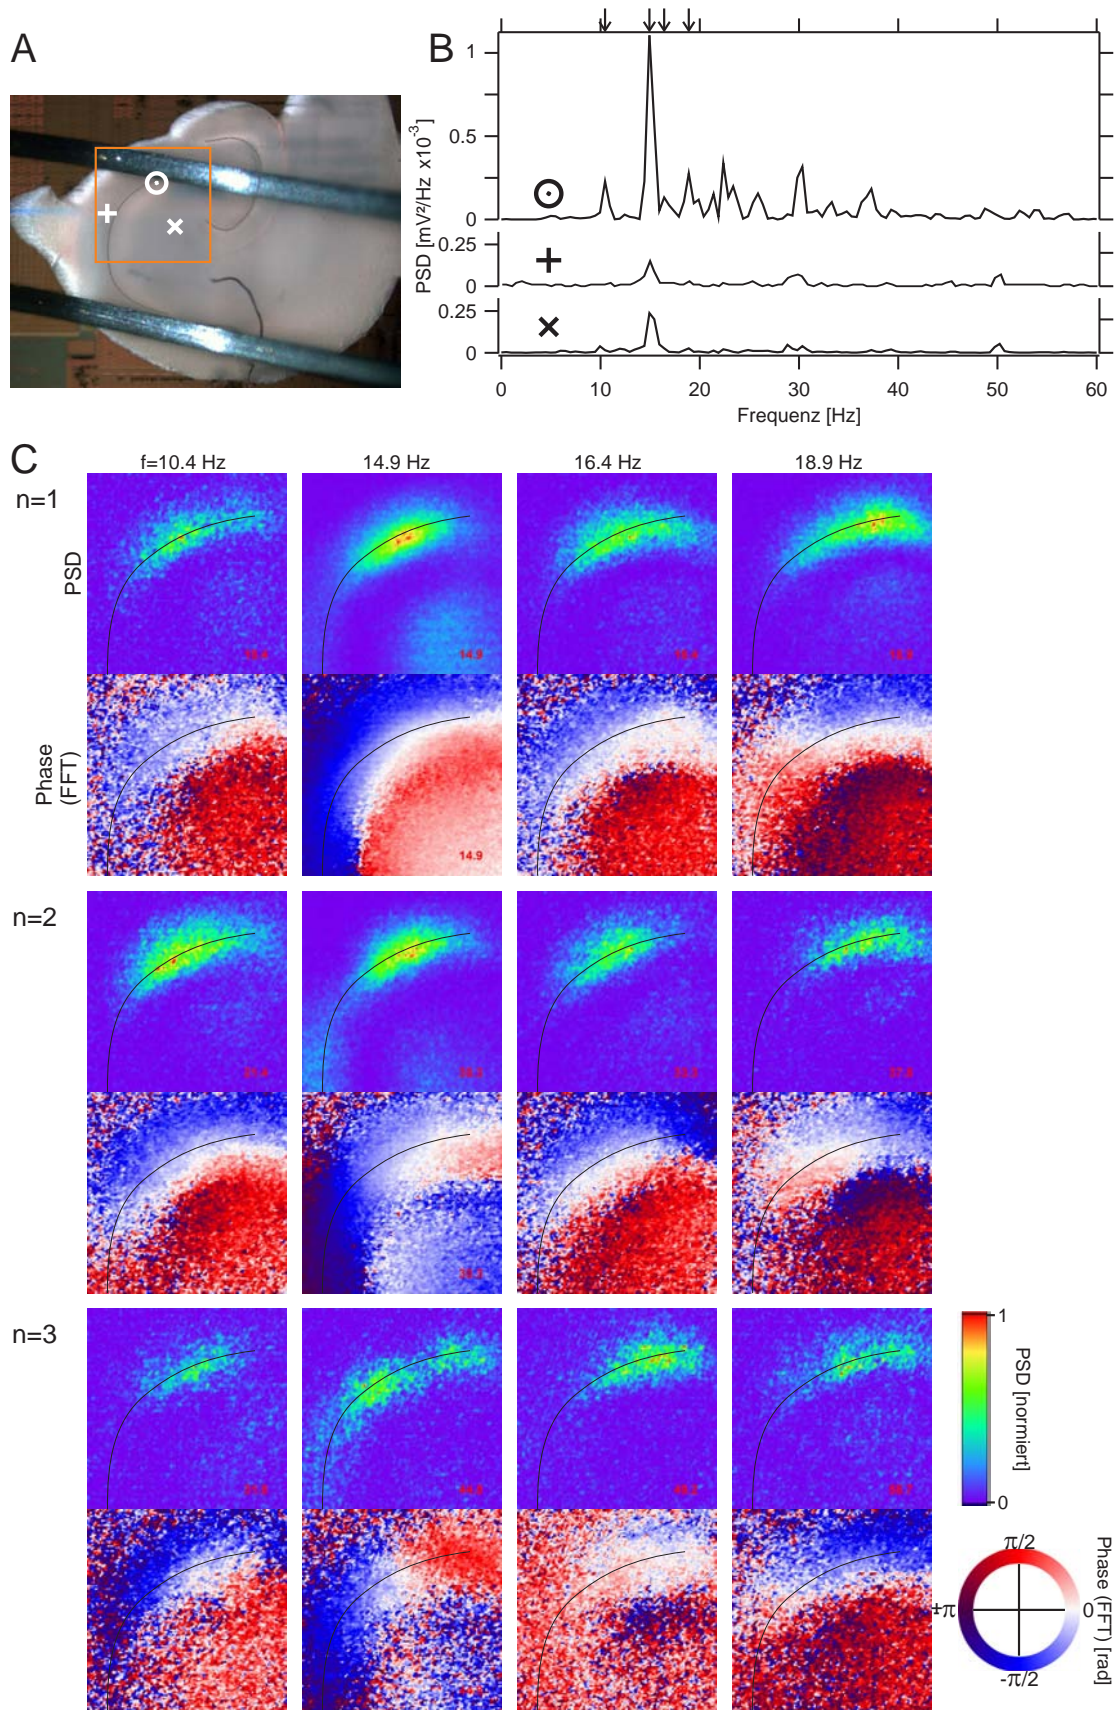 A
B
1
0.5
0
0.25
0
0.25
0
PSD [mV²/Hz x10⁻³]
0 10 20 30 40 50 60
Frequenz [Hz]
C
f=10.4 Hz 14.9 Hz 16.4 Hz 18.9 Hz
n=1
PSD
14.9
Phase
(FFT)
14.9
n=2
n=3
1
0
PSD [normiert]
π/2
±π
0
-π/2
Phase (FFT) [rad]